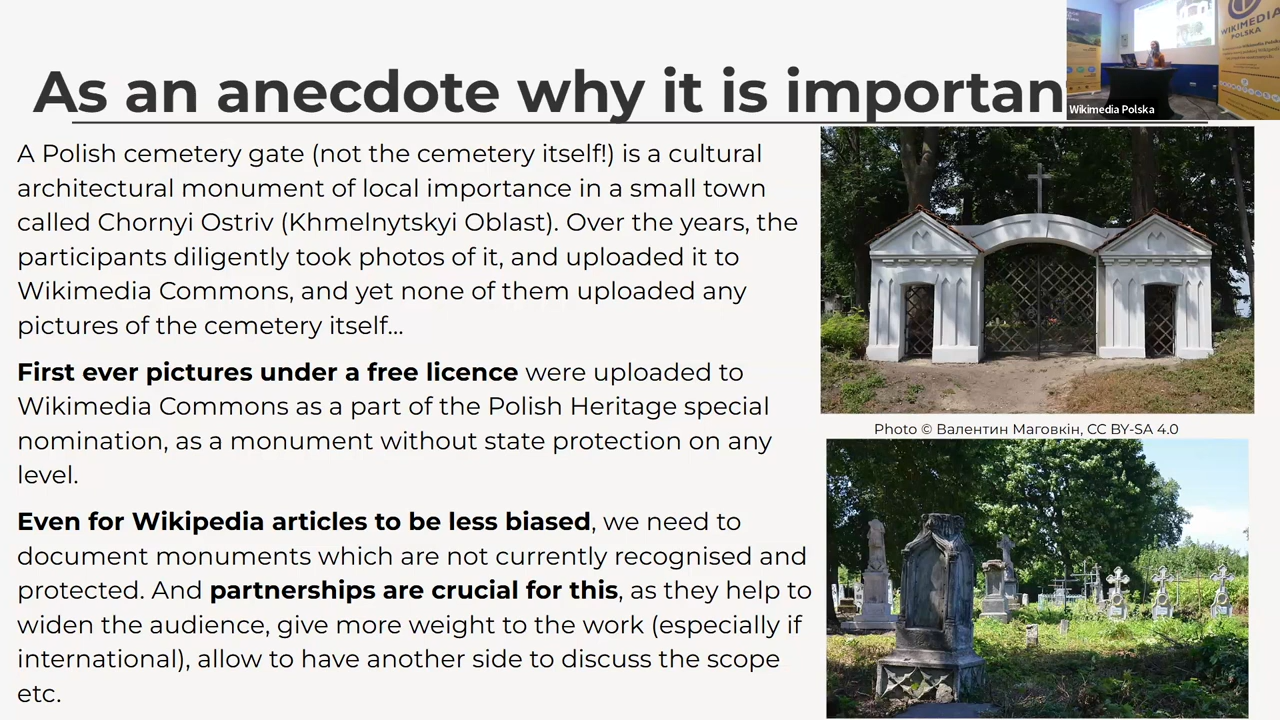 As an anecdote why it is importan
WIKIMEDIA
POLSKA
Wikimedia Polska
A Polish cemetery gate (not the cemetery itself!) is a cultural
architectural monument of local importance in a small town
called Chornyi Ostriv (Khmelnytskyi Oblast). Over the years, the
participants diligently took photos of it, and uploaded it to
Wikimedia Commons, and yet none of them uploaded any
pictures of the cemetery itself...
First ever pictures under a free licence were uploaded to
Wikimedia Commons as a part of the Polish Heritage special
nomination, as a monument without state protection on any
level.
Even for Wikipedia articles to be less biased, we need to
document monuments which are not currently recognised and
protected. And partnerships are crucial for this, as they help to
widen the audience, give more weight to the work (especially if
international), allow to have another side to discuss the scope
etc.
Photo © Валентин Маговкін, CC BY-SA 4.0